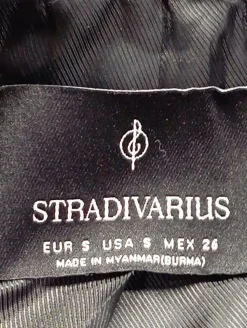 STRADIVARIUS
EUR S USA S MEX 26
MADE IN MYANMAR(BURMA)